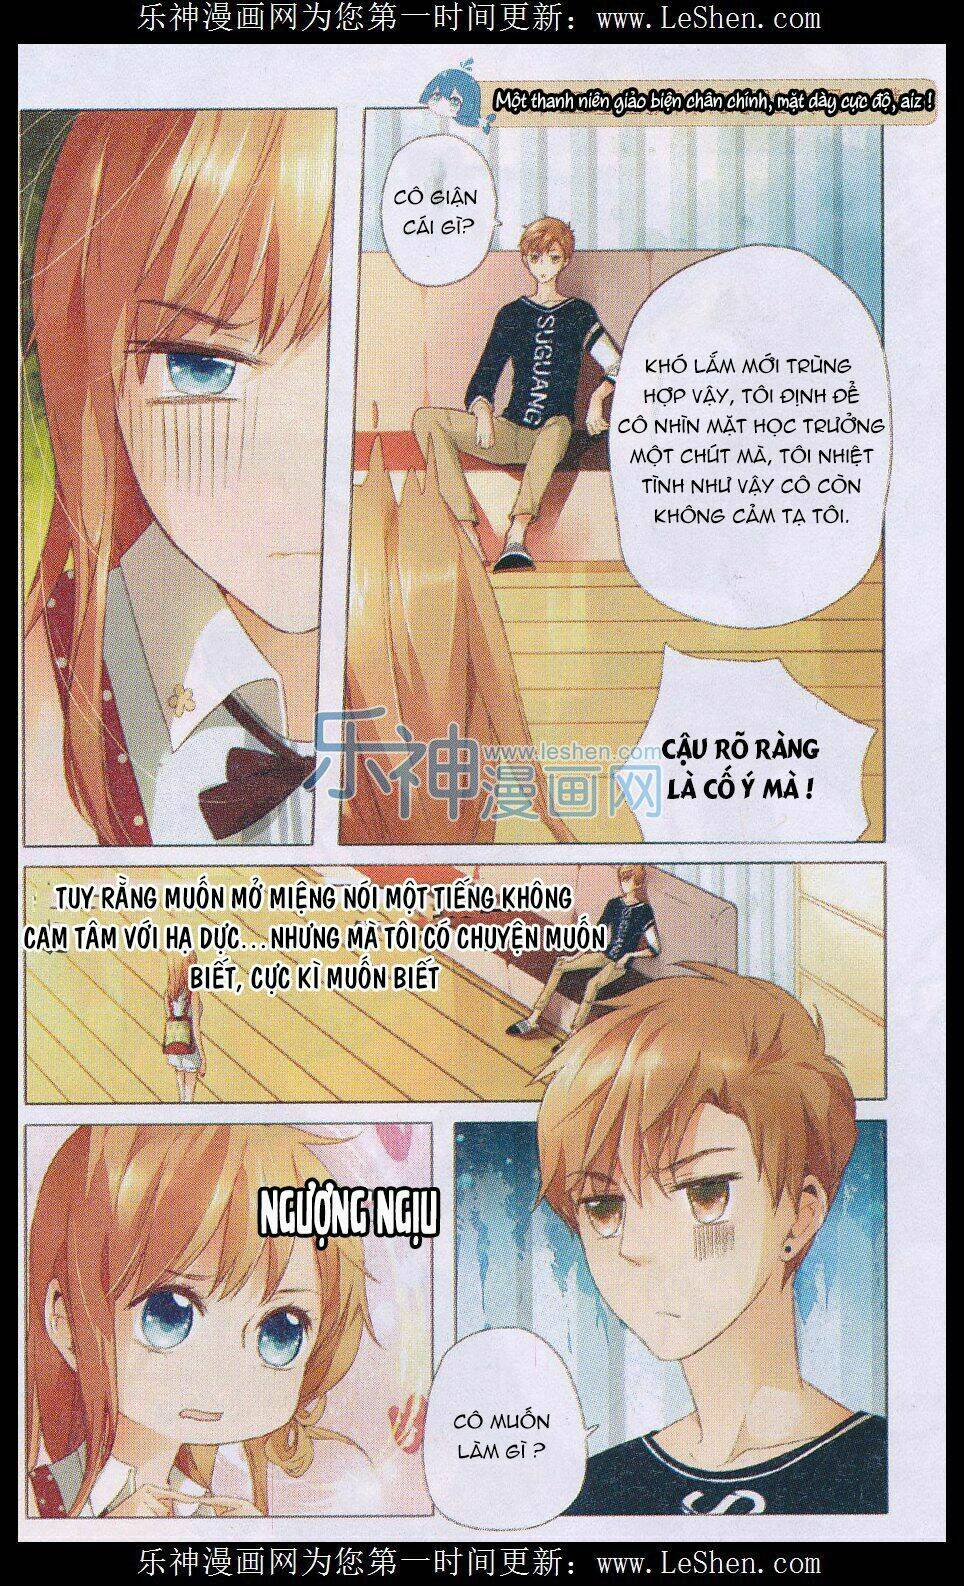 乐神漫画网为您第一时间更新：www.LeShen.com
Một thanh niên giảo biện chân chính, mặt dày cực độ, aiz !
CÔ GIẬN
CÁI GÌ?
SUGUANG
KHÓ LẮM MỚI TRÙNG
HỢP VẬY, TÔI ĐỊNH ĐỂ
CÔ NHÌN MẶT HỌC TRƯỞNG
MỘT CHÚT MÀ, TÔI NHIỆT
TÌNH NHƯ VẬY CÔ CÒN
KHÔNG CẢM TẠ TÔI.
乐神漫画网
www.leshen.com
CẬU RÕ RÀNG
LÀ CỐ Ý MÀ !
TUY RẰNG MUỐN MỞ MIỆNG NÓI MỘT TIẾNG KHÔNG
CAM TÂM VỚI HẠ DỰC...NHƯNG MÀ TÔI CÓ CHUYỆN MUỐN
BIẾT, CỰC KÌ MUỐN BIẾT
SUGUANG
NGƯỢNG NGỊU
CÔ MUỐN
LÀM GÌ ?
S
乐神漫画网为您第一时间更新：www.LeShen.com